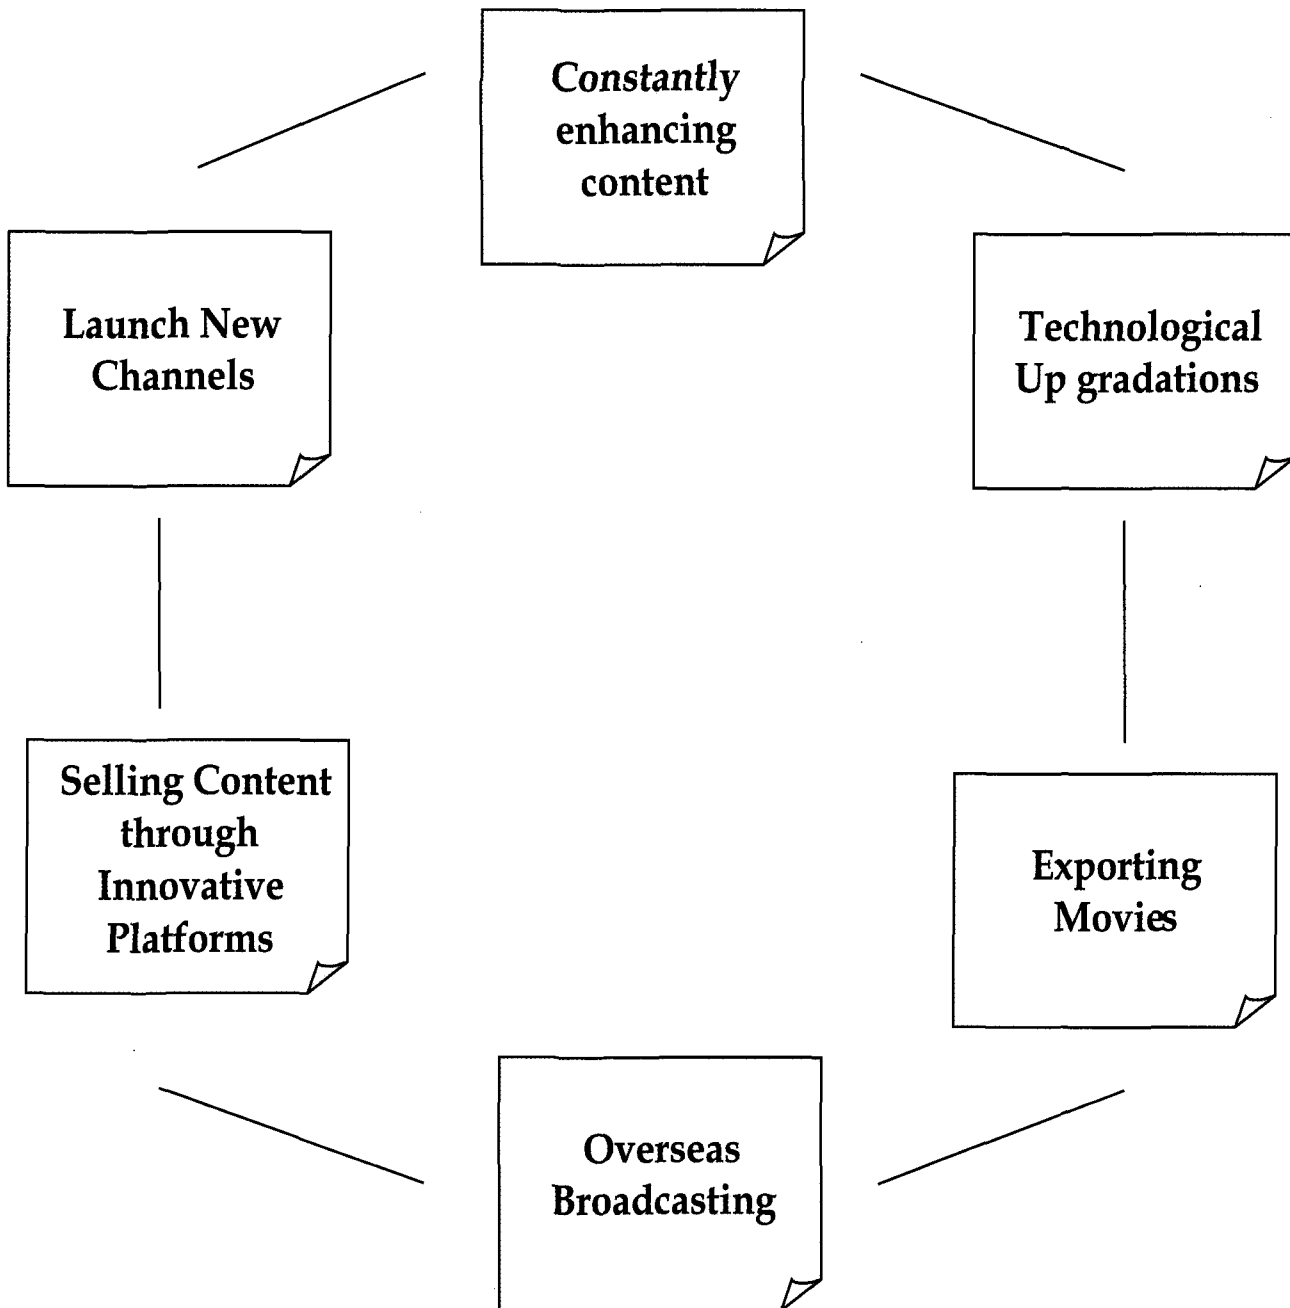 Constantly
enhancing
content
Launch New
Channels
Technological
Up gradations
Selling Content
through
Innovative
Platforms
Exporting
Movies
Overseas
Broadcasting